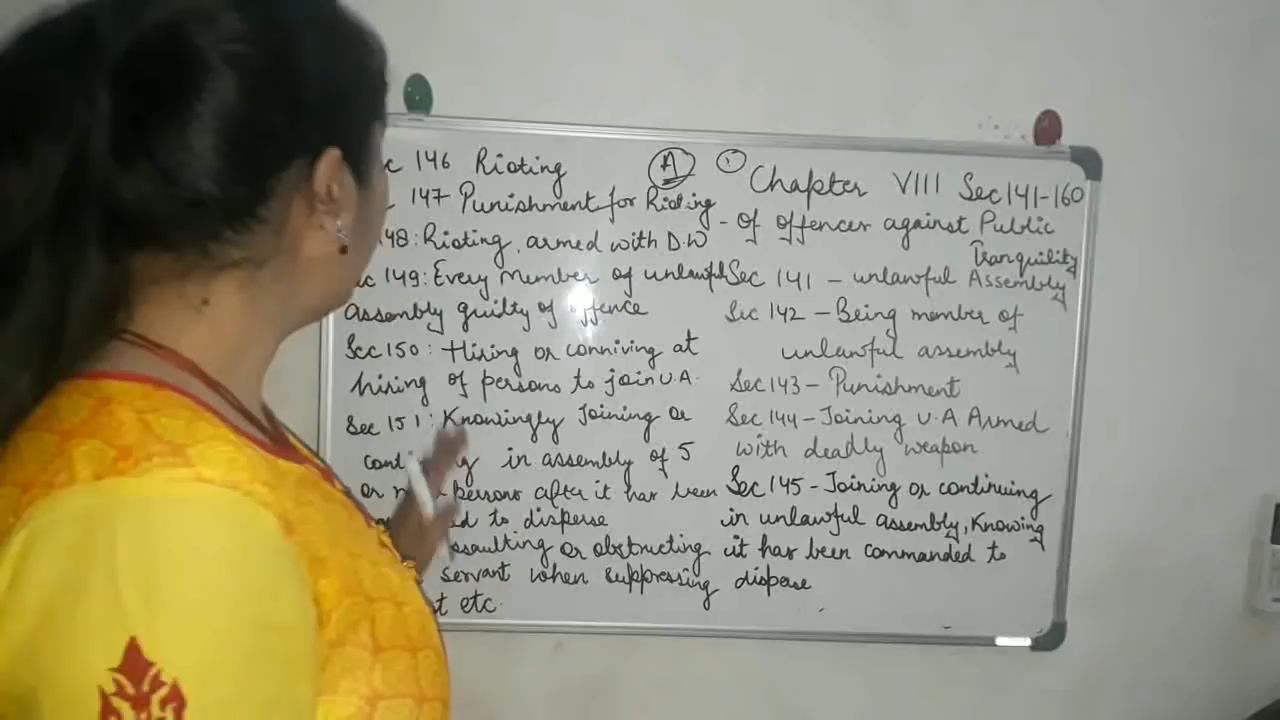 Chapter VIII Sec 141-160
- Of offences against Public
Tranquility
Sec 141 - unlawful Assembly
Sec 142 - Being member of
unlawful assembly
Sec 143 - Punishment
Sec 144 - Joining U.A Armed
with deadly weapon
Sec 145 - Joining or continuing
in unlawful assembly, Knowing
it has been commanded to
disperse
A
1
146 Rioting
147 Punishment for Rioting
48: Rioting, armed with D.W
149: Every Member of unlawful
Assembly guilty of offence
Sec 150: Hiring or conniving at
hiring of persons to join U.A.
Sec 151: Knowingly Joining or
in assembly of 5
or persons after it has been
to disperse
ssaulting or obstructing
servant when suppressing
etc.